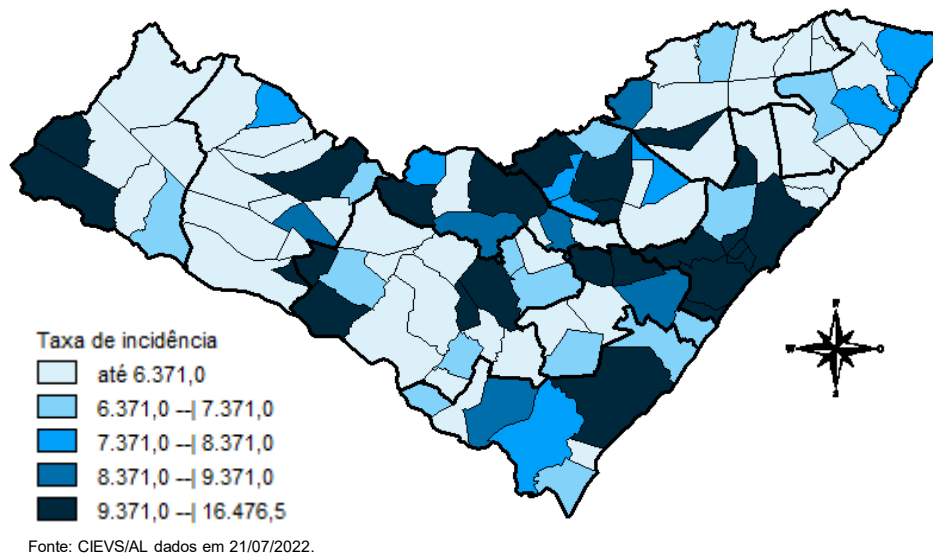 Taxa de incidência
até 6.371,0
6.371,0 --| 7.371,0
7.371,0 --| 8.371,0
8.371,0 --| 9.371,0
9.371,0 --| 16.476,5
N
W O
S
Fonte: CIEVS/AL dados em 21/07/2022.